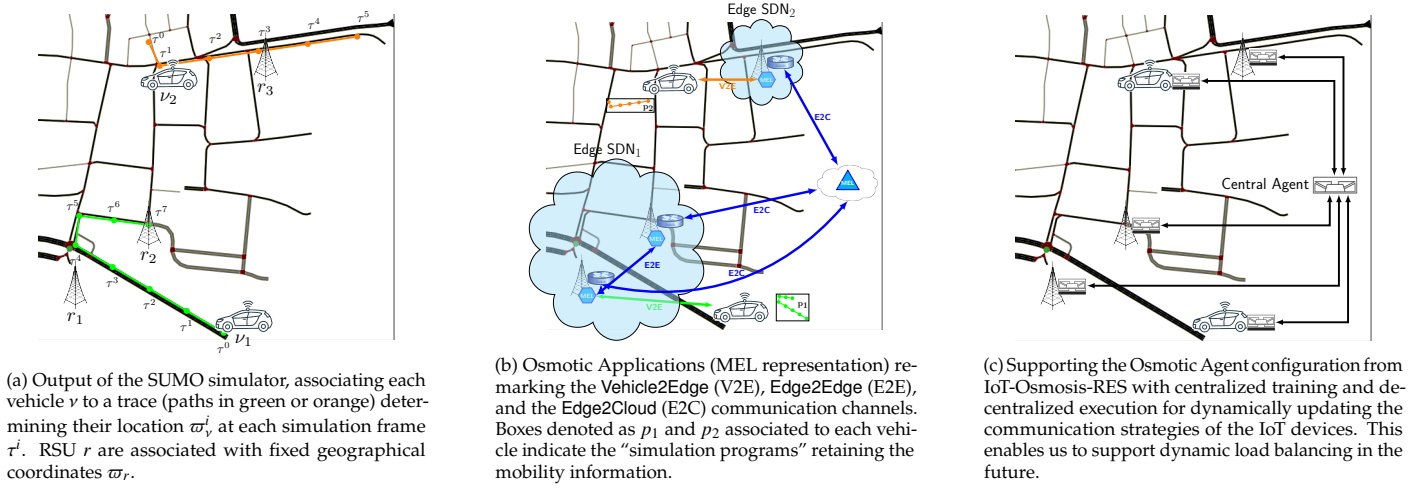 τ⁰
τ¹
τ²
τ³
τ⁴
τ⁵
ν₂
r₃
τ⁵
τ⁶
τ⁷
r₂
τ⁴
τ³
τ²
τ¹
τ⁰
r₁
ν₁
(a) Output of the SUMO simulator, associating each
vehicle ν to a trace (paths in green or orange) deter-
mining their location ϖᵢᵥ at each simulation frame
τⁱ. RSU r are associated with fixed geographical
coordinates ϖᵣ.
Edge SDN₂
MEL
V2E
P2
E2C
Edge SDN₁
MEL
E2C
MEL
E2E
E2C
MEL
V2E
P1
(b) Osmotic Applications (MEL representation) re-
marking the Vehicle2Edge (V2E), Edge2Edge (E2E),
and the Edge2Cloud (E2C) communication channels.
Boxes denoted as p₁ and p₂ associated to each vehi-
cle indicate the “simulation programs” retaining the
mobility information.
Central Agent
(c) Supporting the Osmotic Agent configuration from
IoT-Osmosis-RES with centralized training and de-
centralized execution for dynamically updating the
communication strategies of the IoT devices. This
enables us to support dynamic load balancing in the
future.